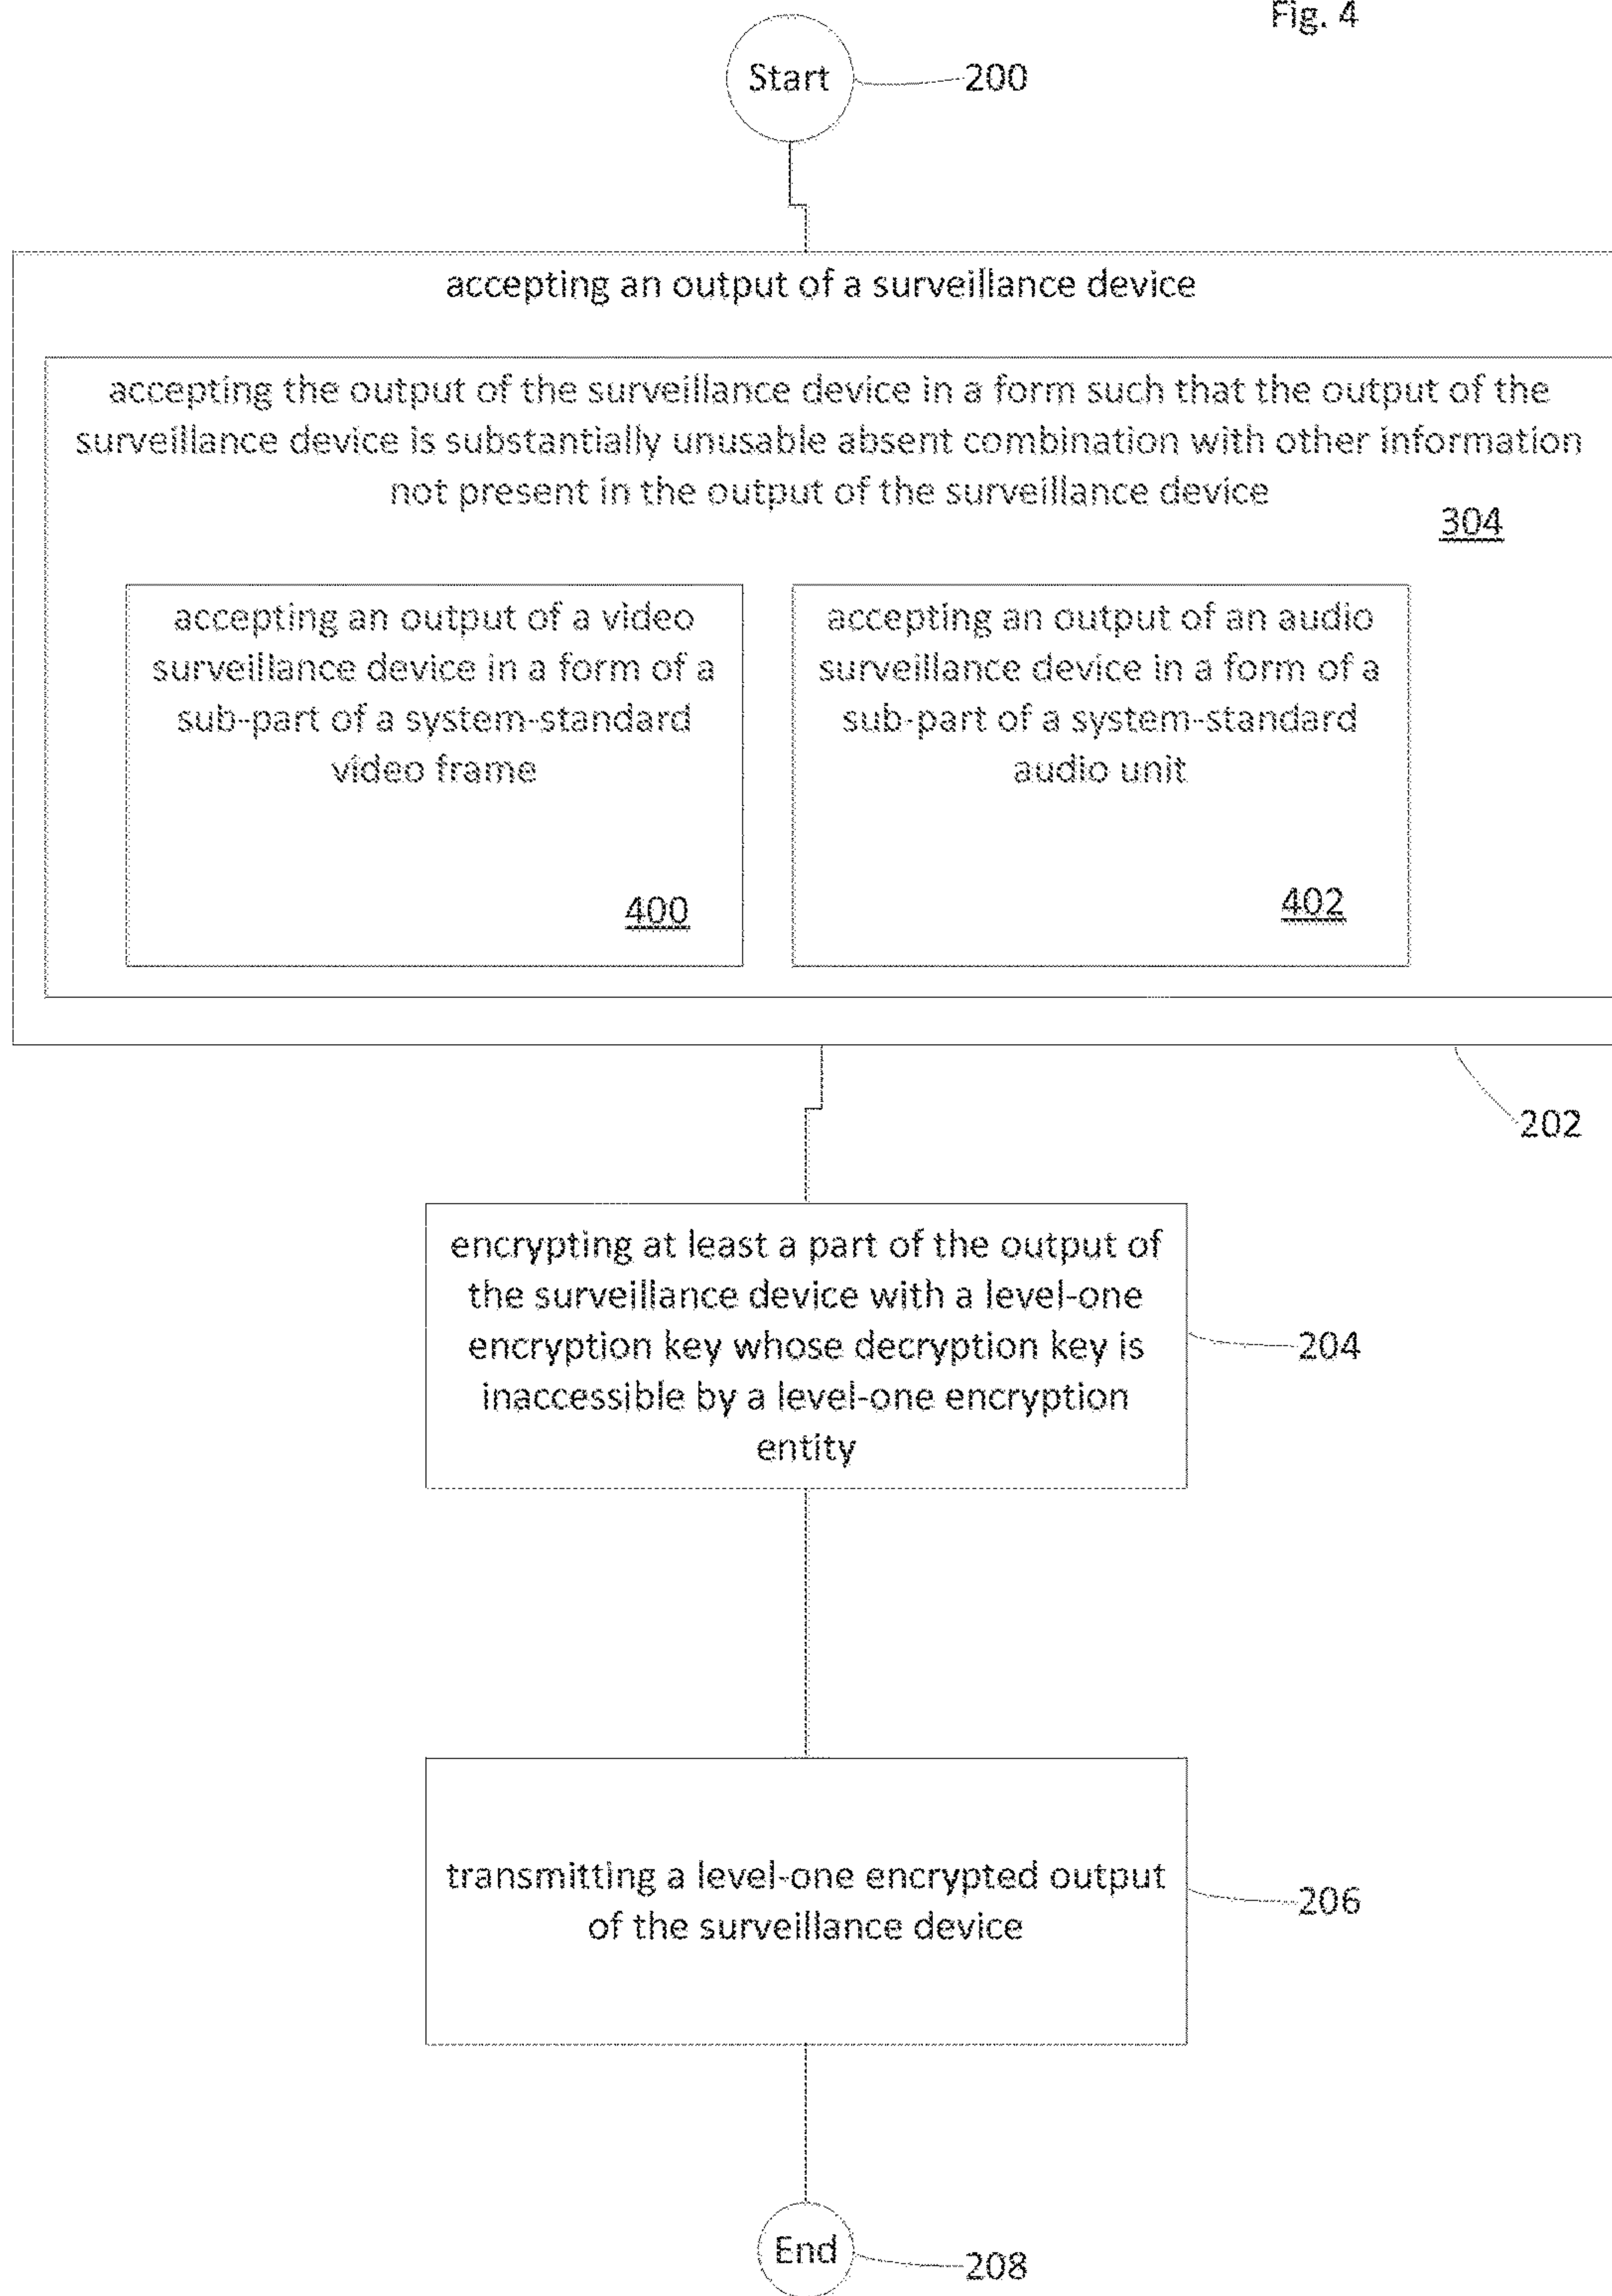 Fig. 4
Start
200
accepting an output of a surveillance device
accepting the output of the surveillance device in a form such that the output of the
surveillance device is substantially unusable absent combination with other information
not present in the output of the surveillance device
304
accepting an output of a video
surveillance device in a form of a
sub-part of a system-standard
video frame
400
accepting an output of an audio
surveillance device in a form of a
sub-part of a system-standard
audio unit
402
202
encrypting at least a part of the output of
the surveillance device with a level-one
encryption key whose decryption key is
inaccessible by a level-one encryption
entity
204
transmitting a level-one encrypted output
of the surveillance device
206
End
208